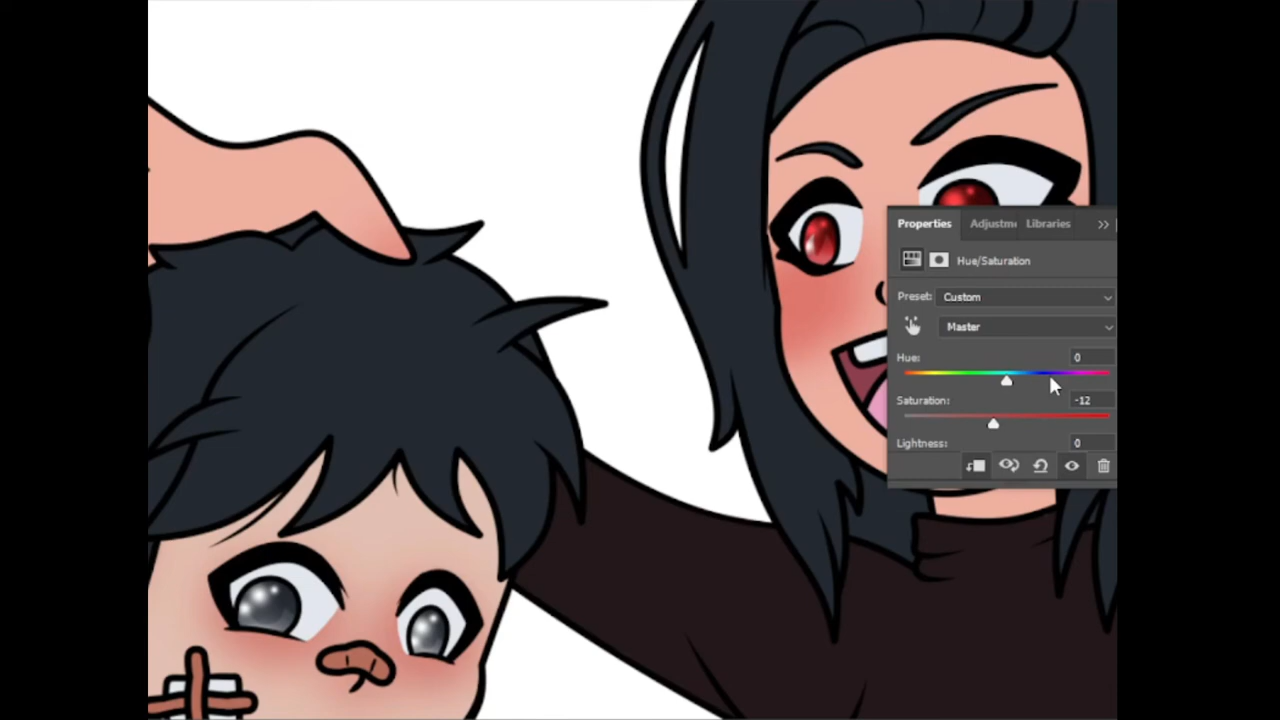 Properties Adjustm Libraries
Hue/Saturation
Preset: Custom
Master
Hue: 0
Saturation: -12
Lightness: 0